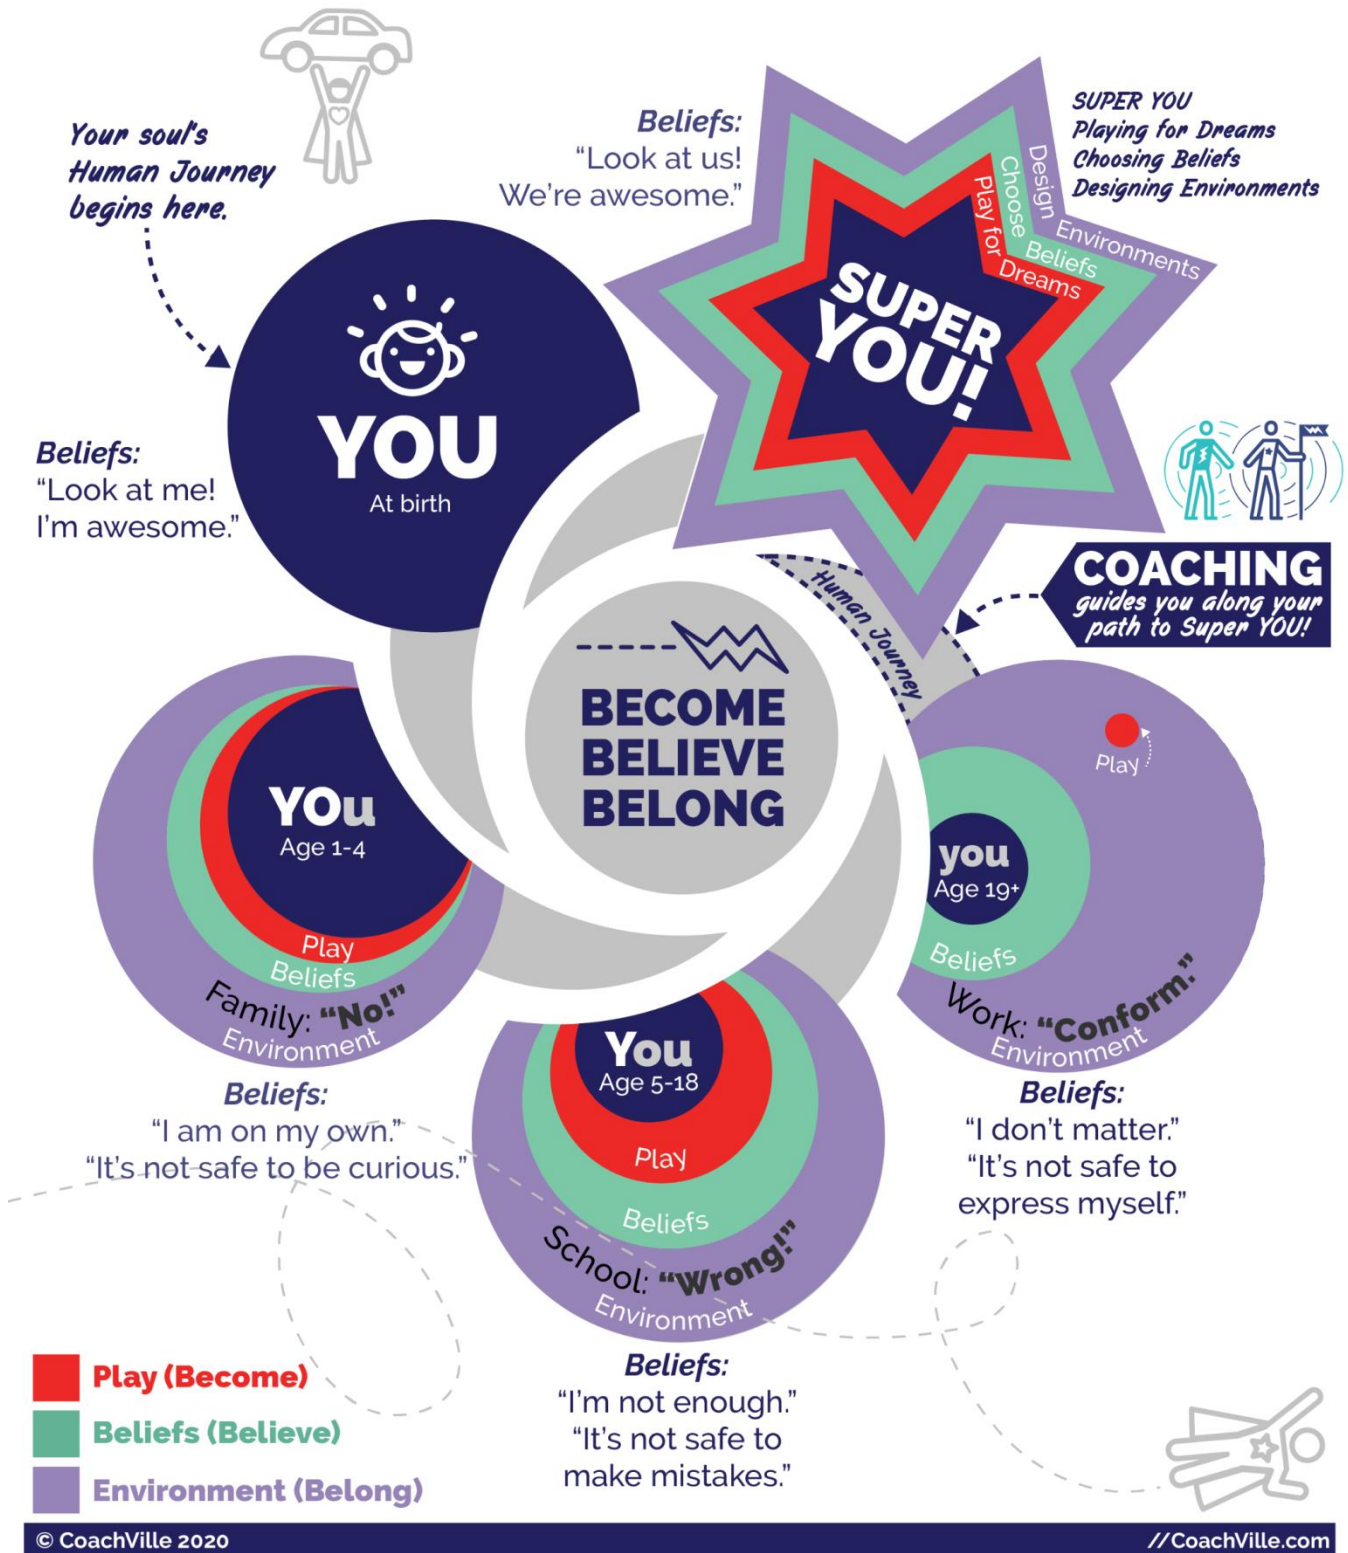 Your soul's
Human Journey
begins here.
Beliefs:
“Look at us!
We're awesome.”
SUPER YOU
Playing for Dreams
Choosing Beliefs
Designing Environments
Design Environments
Choose Beliefs
Play for Dreams
SUPER
YOU!
YOU
At birth
Beliefs:
“Look at me!
I'm awesome.”
COACHING
guides you along your
path to Super YOU!
Human Journey
BECOME
BELIEVE
BELONG
YOu
Age 1-4
Play
Beliefs
Family: “No!”
Environment
Beliefs:
“I am on my own.”
“It's not safe to be curious.”
You
Age 5-18
Play
Beliefs
School: “Wrong!”
Environment
Beliefs:
“I'm not enough.”
“It's not safe to
make mistakes.”
Play
you
Age 19+
Beliefs
Work: “Conform.”
Environment
Beliefs:
“I don't matter.”
“It's not safe to
express myself.”
Play (Become)
Beliefs (Believe)
Environment (Belong)
© CoachVille 2020
//CoachVille.com